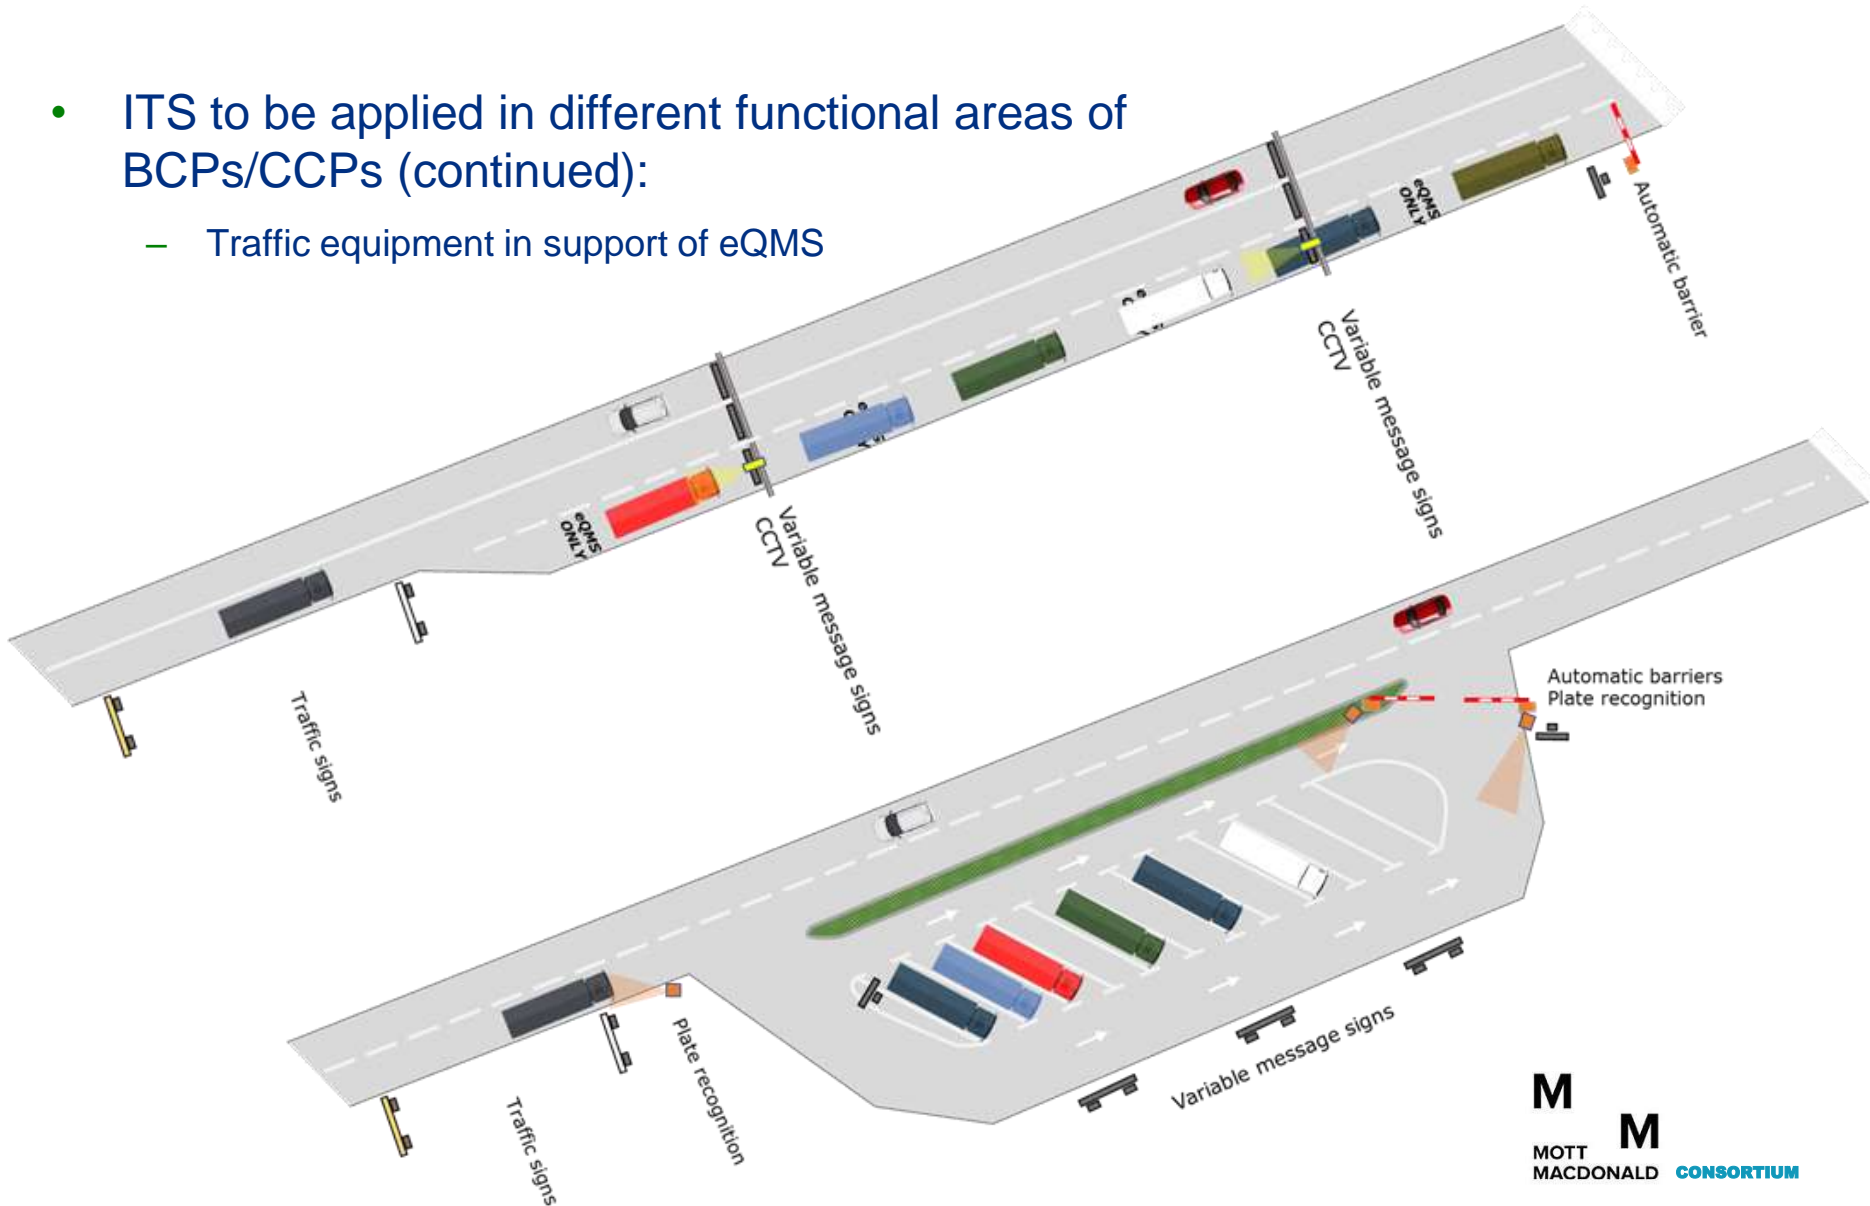 • ITS to be applied in different functional areas of
BCPs/CCPs (continued):
– Traffic equipment in support of eQMS
eQMS
ONLY
Automatic barrier
Variable message signs
CCTV
eQMS
ONLY
Variable message signs
CCTV
Traffic signs
Automatic barriers
Plate recognition
Plate recognition
Variable message signs
Traffic signs
M
M
MOTT
MACDONALD CONSORTIUM